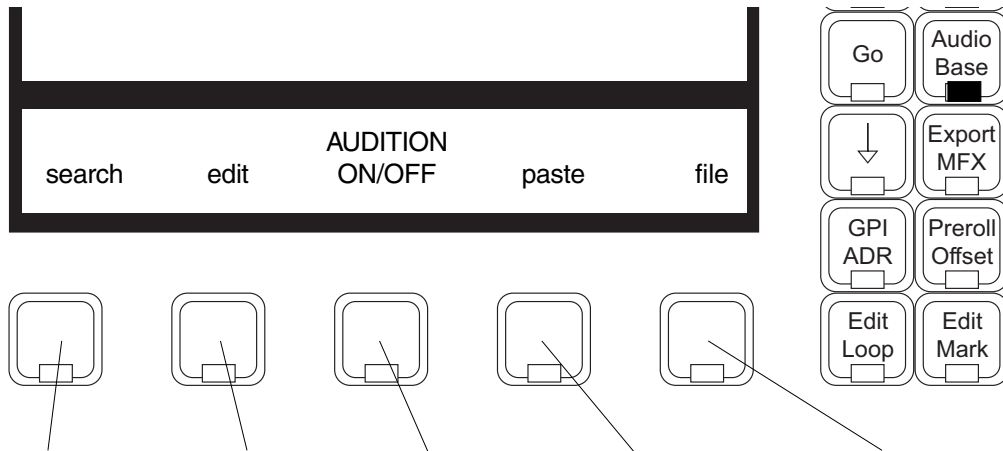 AUDITION
search edit ON/OFF paste file
Go
Audio
Base
Export
MFX
GPI
ADR
Preroll
Offset
Edit
Loop
Edit
Mark